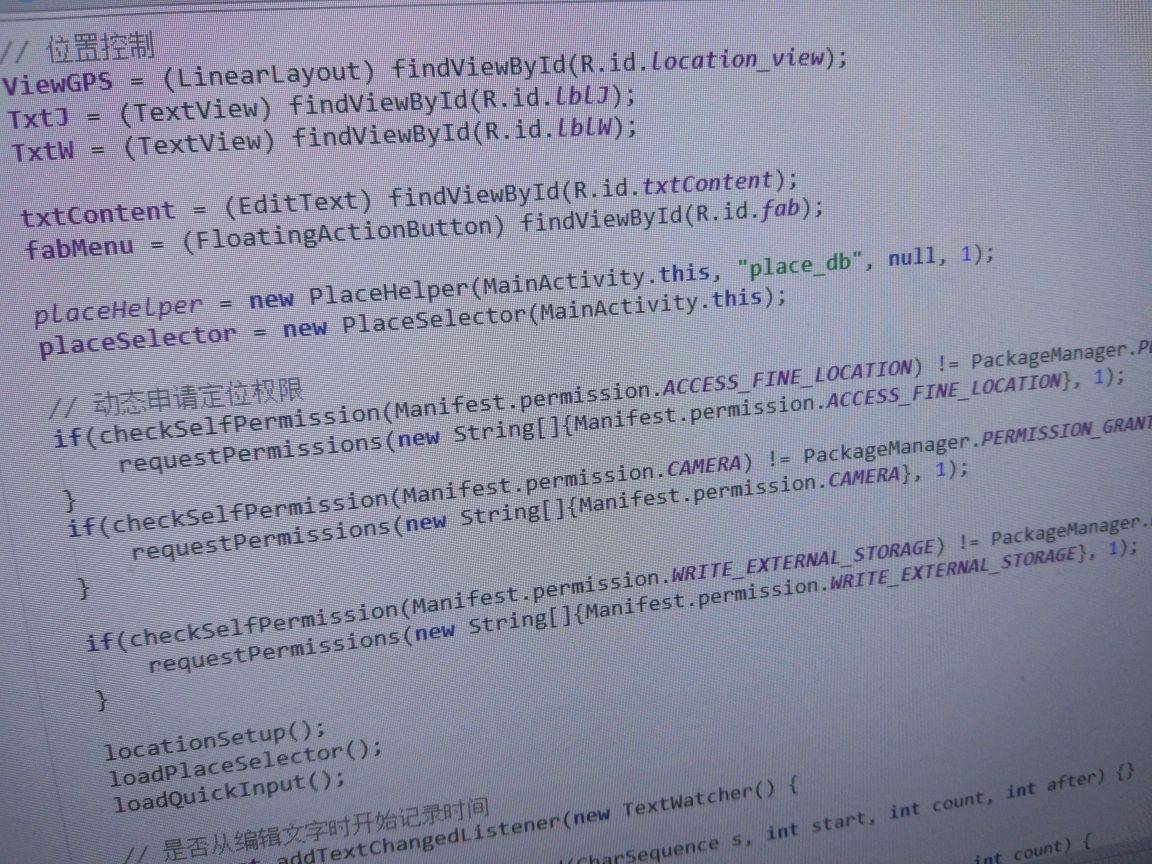 // 位置控制
ViewGPS = (LinearLayout) findViewById(R.id.location_view);
TxtJ = (TextView) findViewById(R.id.lblJ);
TxtW = (TextView) findViewById(R.id.lblW);
txtContent = (EditText) findViewById(R.id.txtContent);
fabMenu = (FloatingActionButton) findViewById(R.id.fab);
placeHelper = new PlaceHelper(MainActivity.this, "place_db", null, 1);
placeSelector = new PlaceSelector(MainActivity.this);
// 动态申请定位权限
if(checkSelfPermission(Manifest.permission.ACCESS_FINE_LOCATION) != PackageManager.
requestPermissions(new String[]{Manifest.permission.ACCESS_FINE_LOCATION}, 1);
}
if(checkSelfPermission(Manifest.permission.CAMERA) != PackageManager.PERMISSION_GRANT
requestPermissions(new String[]{Manifest.permission.CAMERA}, 1);
}
if(checkSelfPermission(Manifest.permission.WRITE_EXTERNAL_STORAGE) != PackageManager.
requestPermissions(new String[]{Manifest.permission.WRITE_EXTERNAL_STORAGE}, 1);
}
locationSetup();
loadPlaceSelector();
loadQuickInput();
// 是否从编辑文字时开始记录时间
addTextChangedListener(new TextWatcher() {
(CharSequence s, int start, int count, int after) {}
int count) {